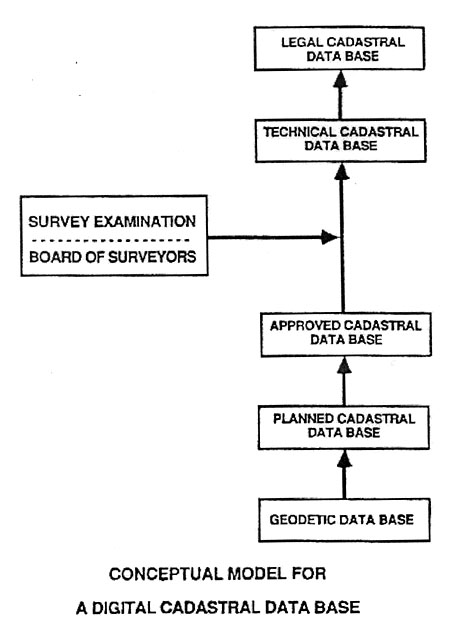 LEGAL CADASTRAL
DATA BASE
TECHNICAL CADASTRAL
DATA BASE
SURVEY EXAMINATION
BOARD OF SURVEYORS
APPROVED CADASTRAL
DATA BASE
PLANNED CADASTRAL
DATA BASE
GEODETIC DATA BASE
CONCEPTUAL MODEL FOR
A DIGITAL CADASTRAL DATA BASE